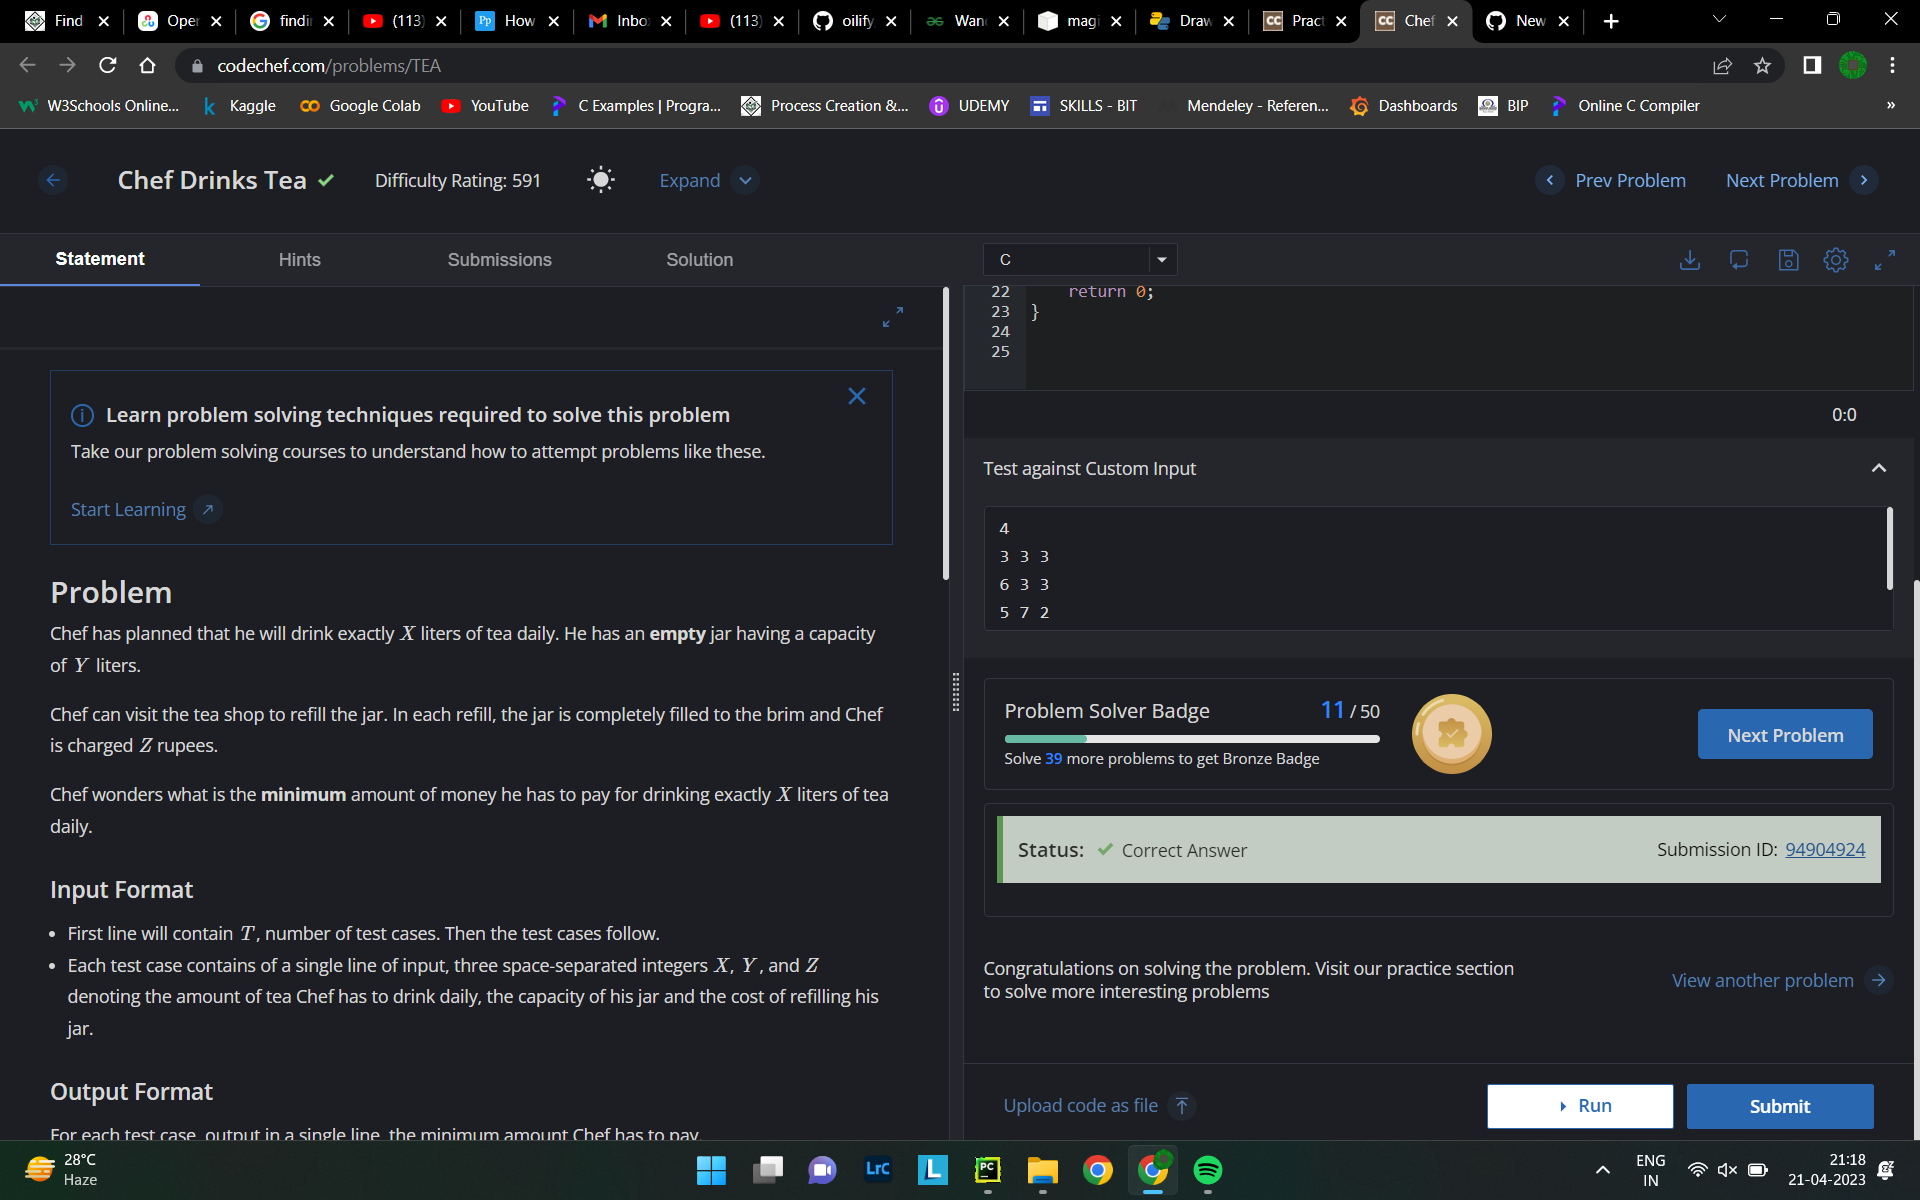 Find
Oper
findi
(113)
How
Inbo
(113)
oilify
Wan
magi
Draw
Pract
Chef
New
codechef.com/problems/TEA
W3Schools Online...
Kaggle
Google Colab
YouTube
C Examples | Progra...
Process Creation &...
UDEMY
SKILLS - BIT
Mendeley - Referen...
Dashboards
BIP
Online C Compiler
»
Chef Drinks Tea
Difficulty Rating: 591
Expand
Prev Problem
Next Problem
Statement
Hints
Submissions
Solution
Learn problem solving techniques required to solve this problem
Take our problem solving courses to understand how to attempt problems like these.
Start Learning
Problem
Chef has planned that he will drink exactly X liters of tea daily. He has an empty jar having a capacity
of Y liters.
Chef can visit the tea shop to refill the jar. In each refill, the jar is completely filled to the brim and Chef
is charged Z rupees.
Chef wonders what is the minimum amount of money he has to pay for drinking exactly X liters of tea
daily.
Input Format
• First line will contain T, number of test cases. Then the test cases follow.
• Each test case contains of a single line of input, three space-separated integers X, Y, and Z
denoting the amount of tea Chef has to drink daily, the capacity of his jar and the cost of refilling his
jar.
Output Format
For each test case, output in a single line, the minimum amount Chef has to pay.
C
22 return 0;
23 }
24
25
0:0
Test against Custom Input
4
3 3 3
6 3 3
5 7 2
Problem Solver Badge
11 / 50
Solve 39 more problems to get Bronze Badge
Next Problem
Status: Correct Answer
Submission ID: 94904924
Congratulations on solving the problem. Visit our practice section
to solve more interesting problems
View another problem
Upload code as file
Run
Submit
28°C
Haze
LrC
L
PC
ENG
IN
21:18
21-04-2023